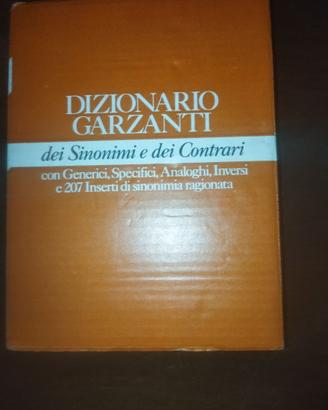 DIZIONARIO
GARZANTI
dei Sinonimi e dei Contrari
con Generici, Specifici, Analoghi, Inversi
e 207 Inserti di sinonimia ragionata